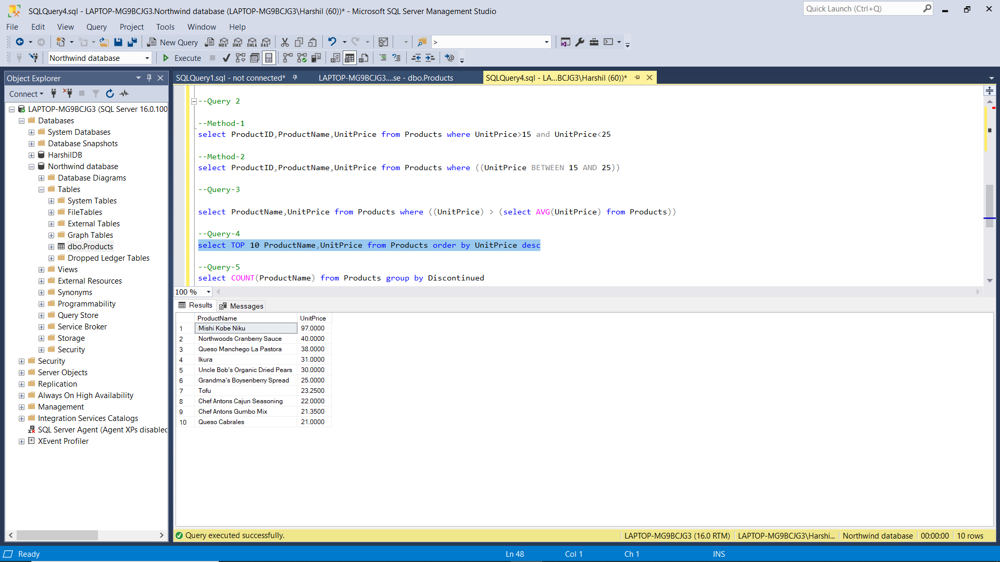 SQLQuery4.sql - LAPTOP-MG9BCJG3.Northwind database (LAPTOP-MG9BCJG3\Harshil (60))* - Microsoft SQL Server Management Studio
Quick Launch (Ctrl+Q)
File Edit View Query Project Tools Window Help
New Query MDX DMX XMLA DAX >
Northwind database Execute
Object Explorer
SQLQuery1.sql - not connected* LAPTOP-MG9BCJG3....se - dbo.Products SQLQuery4.sql - LA...BCJG3\Harshil (60))*
Connect
LAPTOP-MG9BCJG3 (SQL Server 16.0.100
Databases
System Databases
Database Snapshots
HarshilDB
Northwind database
Database Diagrams
Tables
System Tables
FileTables
External Tables
Graph Tables
dbo.Products
Dropped Ledger Tables
Views
External Resources
Synonyms
Programmability
Query Store
Service Broker
Storage
Security
Security
Server Objects
Replication
Always On High Availability
Management
Integration Services Catalogs
SQL Server Agent (Agent XPs disabled
XEvent Profiler
--Query 2
--Method-1
select ProductID,ProductName,UnitPrice from Products where UnitPrice>15 and UnitPrice<25
--Method-2
select ProductID,ProductName,UnitPrice from Products where ((UnitPrice BETWEEN 15 AND 25))
--Query-3
select ProductName,UnitPrice from Products where ((UnitPrice) > (select AVG(UnitPrice) from Products))
--Query-4
select TOP 10 ProductName,UnitPrice from Products order by UnitPrice desc
--Query-5
select COUNT(ProductName) from Products group by Discontinued
100 %
Results Messages
ProductName UnitPrice
1 Mishi Kobe Niku 97.0000
2 Northwoods Cranberry Sauce 40.0000
3 Queso Manchego La Pastora 38.0000
4 Ikura 31.0000
5 Uncle Bob's Organic Dried Pears 30.0000
6 Grandma's Boysenberry Spread 25.0000
7 Tofu 23.2500
8 Chef Antons Cajun Seasoning 22.0000
9 Chef Antons Gumbo Mix 21.3500
10 Queso Cabrales 21.0000
Query executed successfully. LAPTOP-MG9BCJG3 (16.0 RTM) LAPTOP-MG9BCJG3\Harshi... Northwind database 00:00:00 10 rows
Ready Ln 48 Col 1 Ch 1 INS